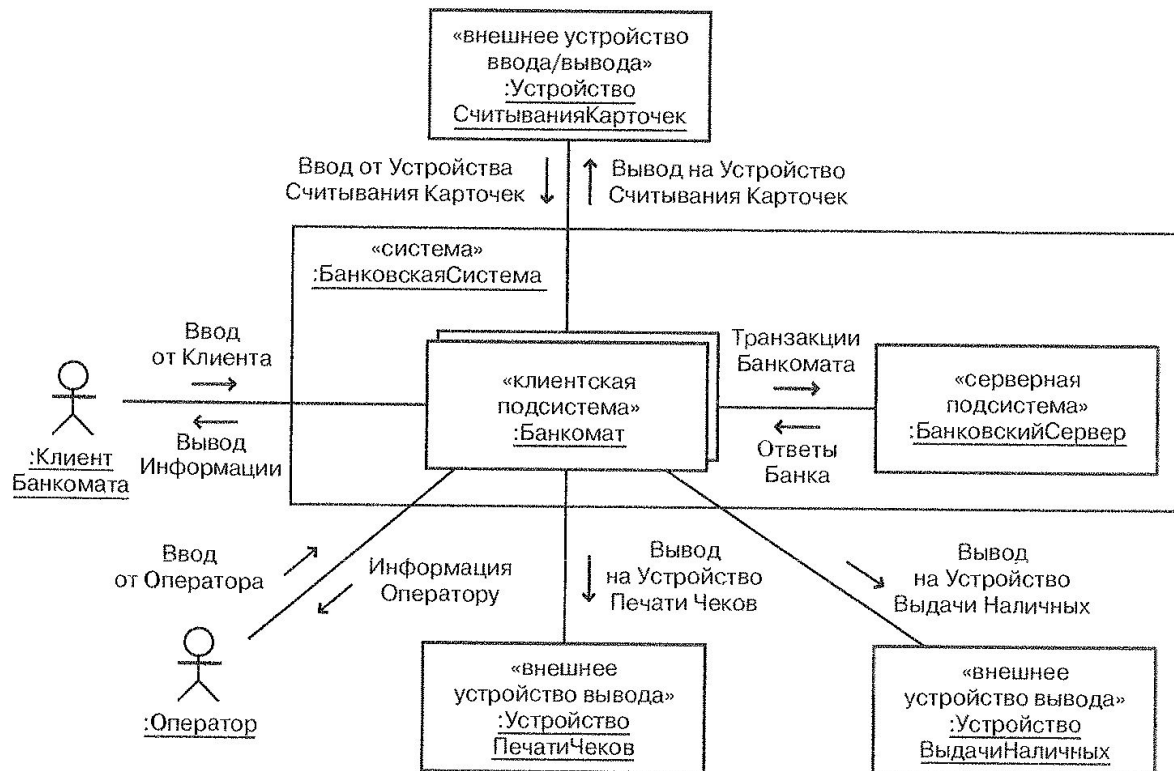 «внешнее устройство
ввода/вывода»
:Устройство
СчитыванияКарточек
Ввод от Устройства
Считывания Карточек
Вывод на Устройство
Считывания Карточек
«система»
:БанковскаяСистема
Ввод
от Клиента
Вывод
Информации
:Клиент
Банкомата
«клиентская
подсистема»
:Банкомат
Транзакции
Банкомата
Ответы
Банка
«серверная
подсистема»
:БанковскийСервер
Ввод
от Оператора
Информация
Оператору
Вывод
на Устройство
Печати Чеков
Вывод
на Устройство
Выдачи Наличных
:Оператор
«внешнее
устройство вывода»
:Устройство
ПечатиЧеков
«внешнее
устройство вывода»
:Устройство
ВыдачиНаличных